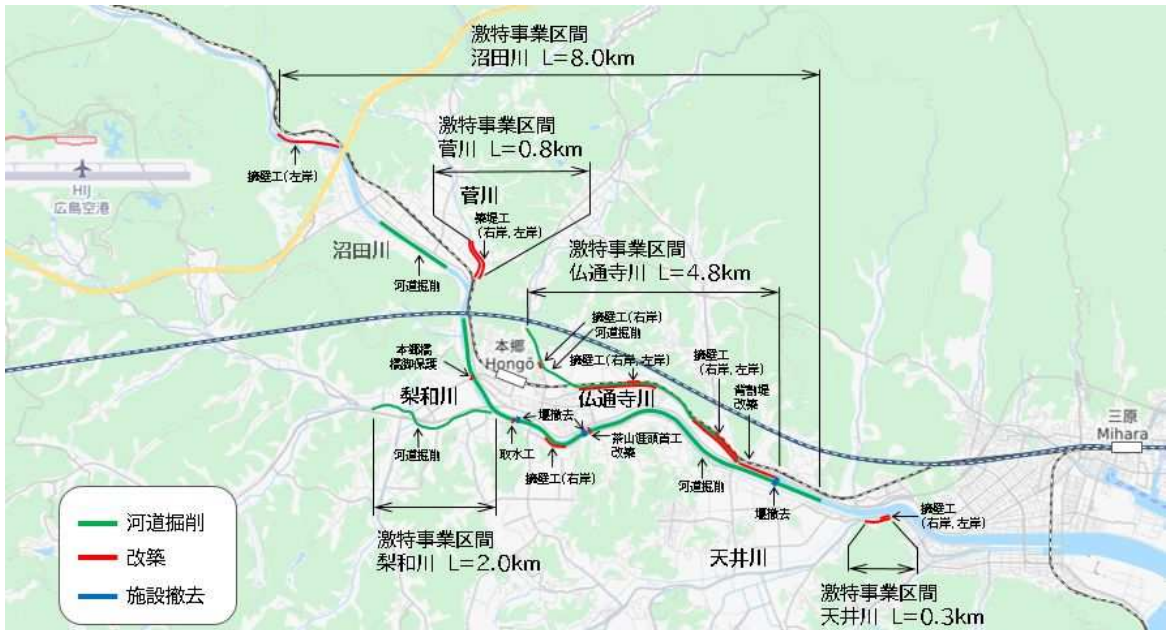 激特事業区間
沼田川 L=8.0km
激特事業区間
菅川 L=0.8km
菅川
築堤工
(右岸,左岸)
擁壁工(左岸)
HIJ
広島空港
沼田川
河道掘削
激特事業区間
仏通寺川 L=4.8km
擁壁工(右岸)
河道掘削
本郷橋
橋脚保護
本郷
Hongō
擁壁工(右岸,左岸)
擁壁工
(右岸,左岸)
背割堤
改築
梨和川
仏通寺川
三原
Mihara
堰撤去
茶山涯頭首工
改築
河道掘削
取水工
擁壁工(右岸)
河道掘削
堰撤去
擁壁工
(右岸,左岸)
激特事業区間
梨和川 L=2.0km
天井川
激特事業区間
天井川 L=0.3km
河道掘削
改築
施設撤去